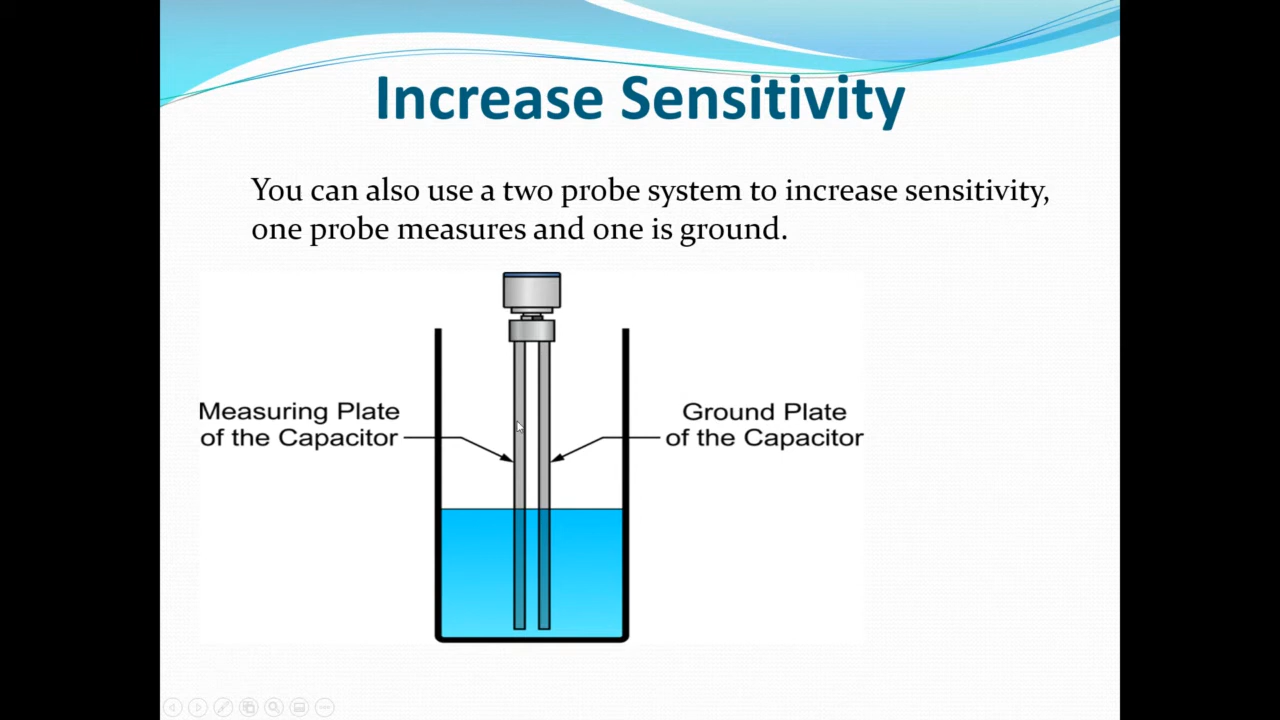 Increase Sensitivity
You can also use a two probe system to increase sensitivity,
one probe measures and one is ground.
Measuring Plate
of the Capacitor
Ground Plate
of the Capacitor